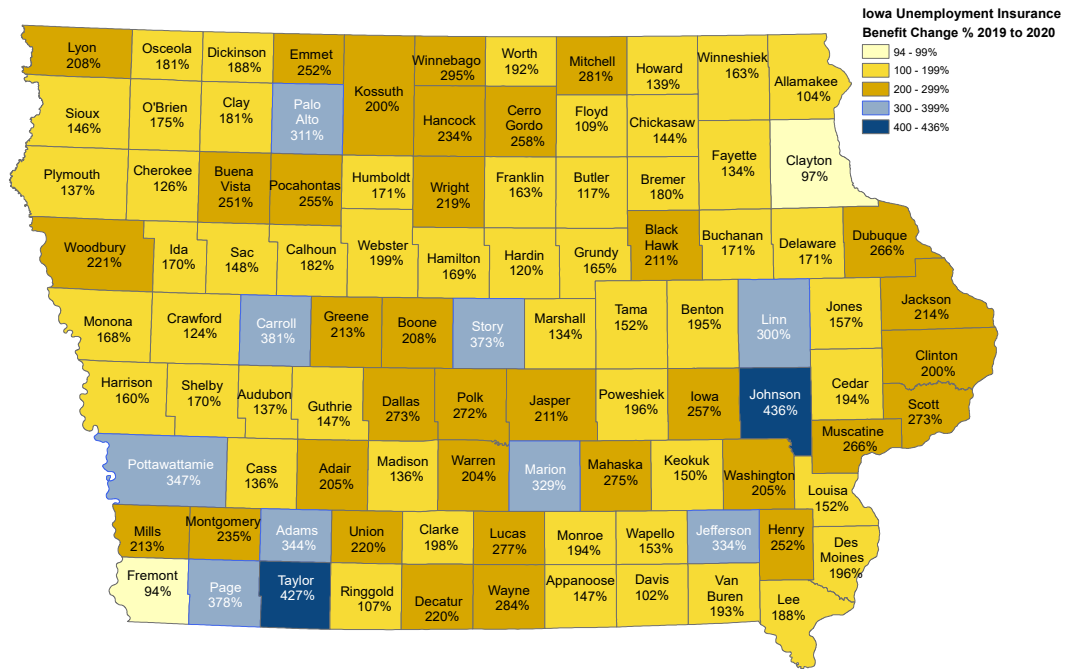 Iowa Unemployment Insurance
Benefit Change % 2019 to 2020
94 - 99%
100 - 199%
200 - 299%
300 - 399%
400 - 436%
Lyon
208%
Osceola
181%
Dickinson
188%
Emmet
252%
Kossuth
200%
Winnebago
295%
Worth
192%
Mitchell
281%
Howard
139%
Winneshiek
163%
Allamakee
104%
Sioux
146%
O'Brien
175%
Clay
181%
Palo
Alto
311%
Hancock
234%
Cerro
Gordo
258%
Floyd
109%
Chickasaw
144%
Fayette
134%
Clayton
97%
Plymouth
137%
Cherokee
126%
Buena
Vista
251%
Pocahontas
255%
Humboldt
171%
Wright
219%
Franklin
163%
Butler
117%
Bremer
180%
Woodbury
221%
Ida
170%
Sac
148%
Calhoun
182%
Webster
199%
Hamilton
169%
Hardin
120%
Grundy
165%
Black
Hawk
211%
Buchanan
171%
Delaware
171%
Dubuque
266%
Monona
168%
Crawford
124%
Carroll
381%
Greene
213%
Boone
208%
Story
373%
Marshall
134%
Tama
152%
Benton
195%
Linn
300%
Jones
157%
Jackson
214%
Clinton
200%
Harrison
160%
Shelby
170%
Audubon
137%
Guthrie
147%
Dallas
273%
Polk
272%
Jasper
211%
Poweshiek
196%
Iowa
257%
Johnson
436%
Cedar
194%
Scott
273%
Muscatine
266%
Pottawattamie
347%
Cass
136%
Adair
205%
Madison
136%
Warren
204%
Marion
329%
Mahaska
275%
Keokuk
150%
Washington
205%
Louisa
152%
Mills
213%
Montgomery
235%
Adams
344%
Union
220%
Clarke
198%
Lucas
277%
Monroe
194%
Wapello
153%
Jefferson
334%
Henry
252%
Des
Moines
196%
Fremont
94%
Page
378%
Taylor
427%
Ringgold
107%
Decatur
220%
Wayne
284%
Appanoose
147%
Davis
102%
Van
Buren
193%
Lee
188%